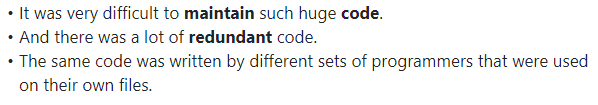 • It was very difficult to maintain such huge code.
• And there was a lot of redundant code.
• The same code was written by different sets of programmers that were used
on their own files.